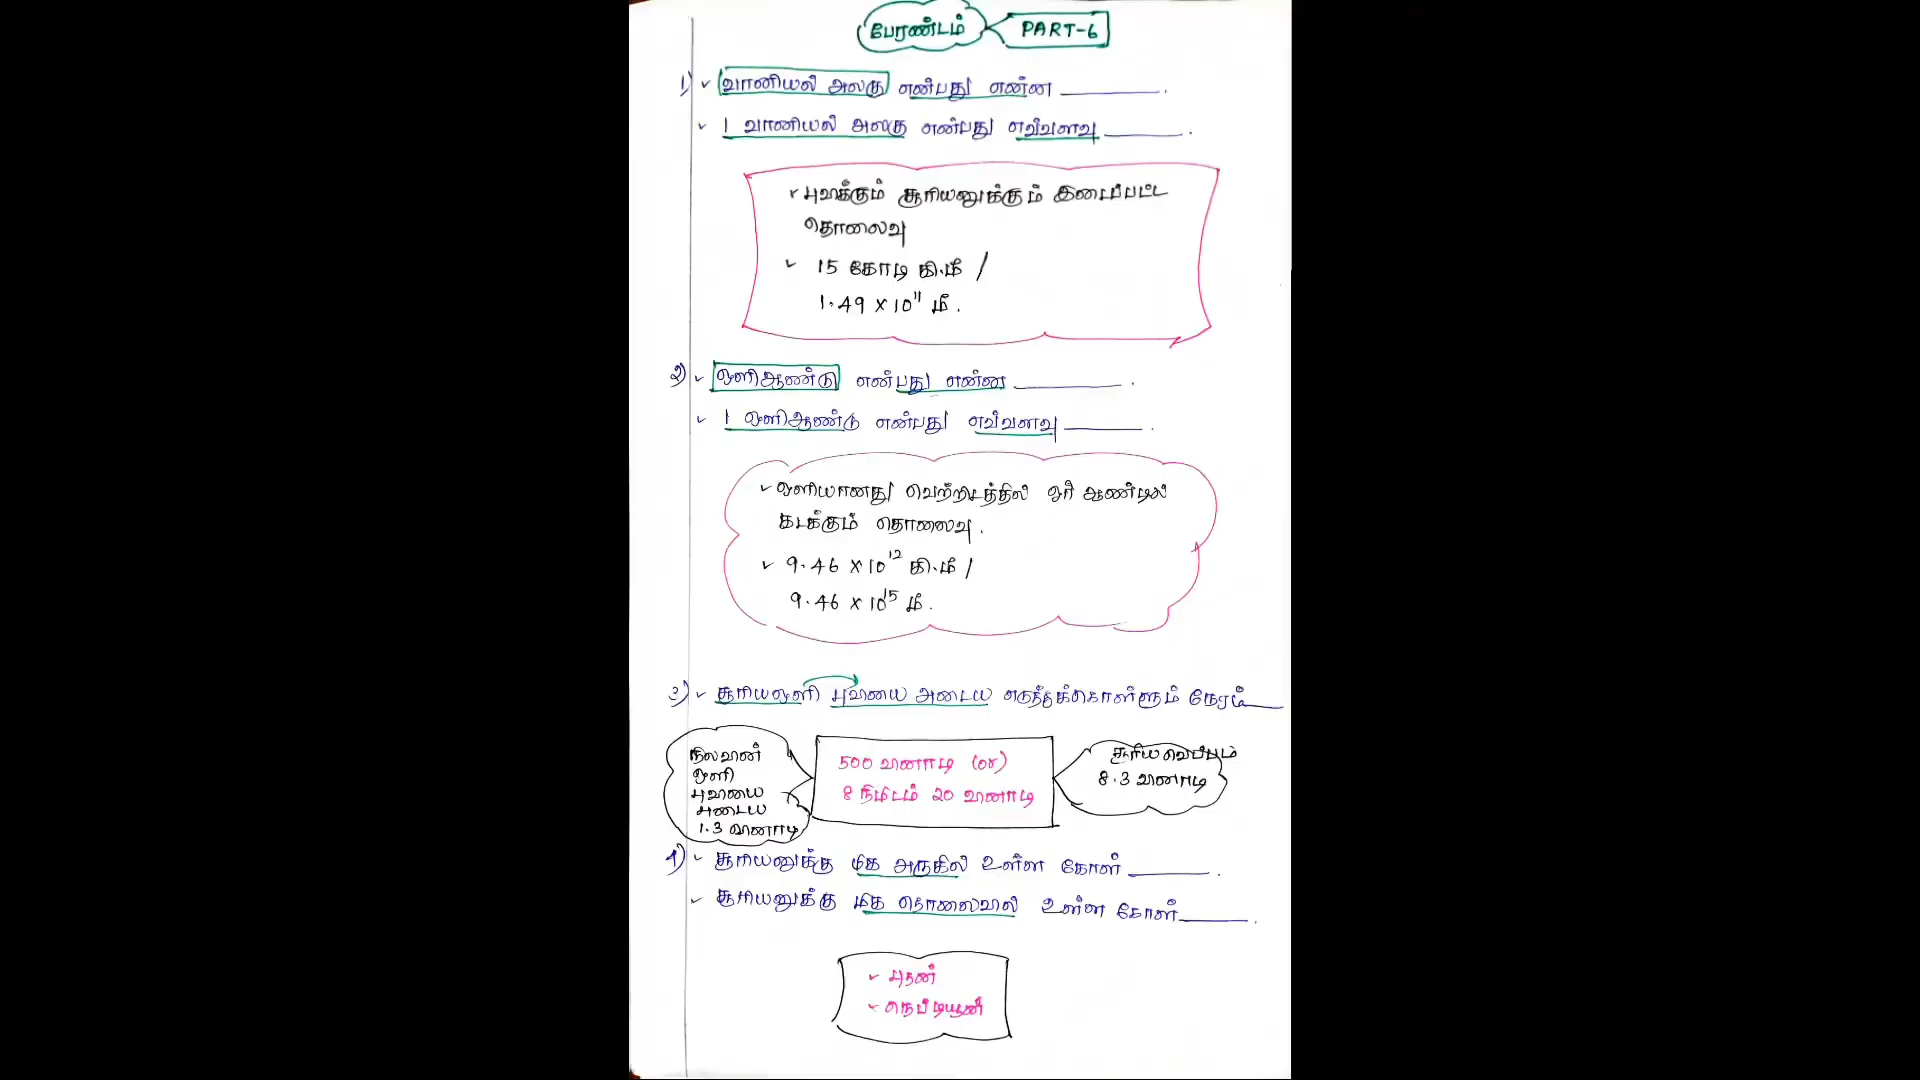 பேரண்டம் PART-6
1) வானியல் அலகு என்பது என்ன ______.
1 வானியல் அலகு என்பது எவ்வளவு ______.
புவிக்கும் சூரியனுக்கும் இடைப்பட்ட
தொலைவு
15 கோடி கி.மீ /
1.49 x 10¹¹ மீ.
2) ஒளிஆண்டு என்பது என்ன ______.
1 ஒளிஆண்டு என்பது எவ்வளவு ______.
ஒளியானது வெற்றிடத்தில் ஓர் ஆண்டில்
கடக்கும் தொலைவு.
9.46 x 10¹² கி.மீ /
9.46 x 10¹⁵ மீ.
3) சூரியஒளி புவியை அடைய எடுத்துக்கொள்ளும் நேரம் ____
நிலவின்
ஒளி
புவியை
அடைய
1.3 வினாடி
500 வினாடி (or)
8 நிமிடம் 20 வினாடி
சூரிய வெப்பம்
8.3 வினாடி
4) சூரியனுக்கு மிக அருகில் உள்ள கோள் ______.
சூரியனுக்கு மிக தொலைவில் உள்ள கோள் ______.
புதன்
நெப்டியூன்